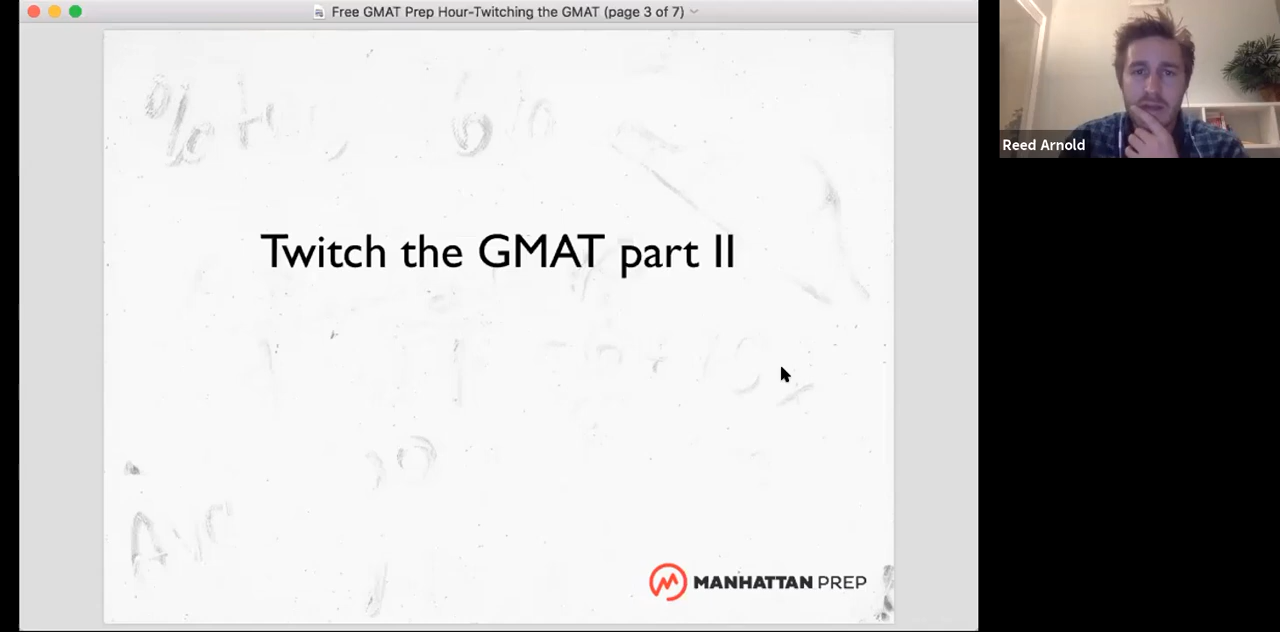 Free GMAT Prep Hour-Twitching the GMAT (page 3 of 7)
Reed Arnold
Twitch the GMAT part II
MANHATTAN PREP